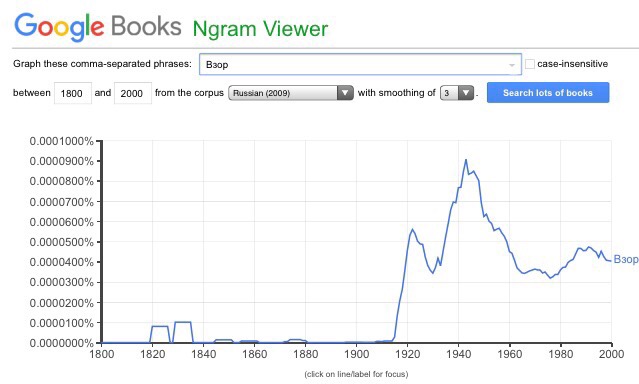 Google Books Ngram Viewer
Graph these comma-separated phrases: Взор case-insensitive
between 1800 and 2000 from the corpus Russian (2009) with smoothing of 3 . Search lots of books
0.0001000%
0.0000900%
0.0000800%
0.0000700%
0.0000600%
0.0000500%
0.0000400% Взор
0.0000300%
0.0000200%
0.0000100%
0.0000000%
1800 1820 1840 1860 1880 1900 1920 1940 1960 1980 2000
(click on line/label for focus)